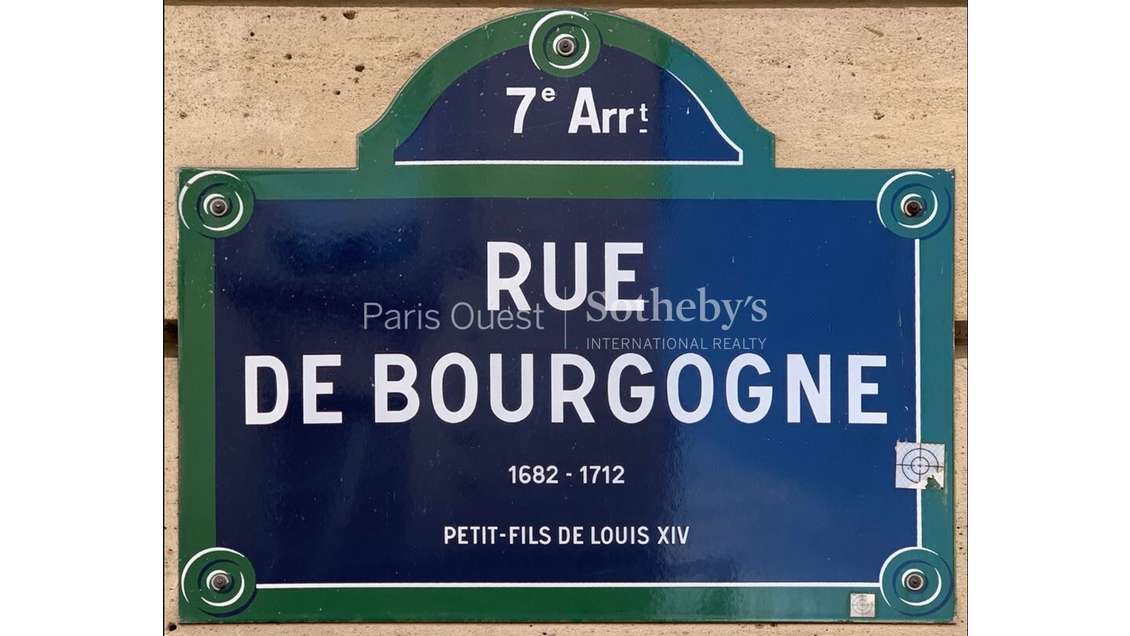 7e Arrt
RUE
Paris Ouest | Sotheby's
INTERNATIONAL REALTY
DE BOURGOGNE
1682 - 1712
PETIT-FILS DE LOUIS XIV